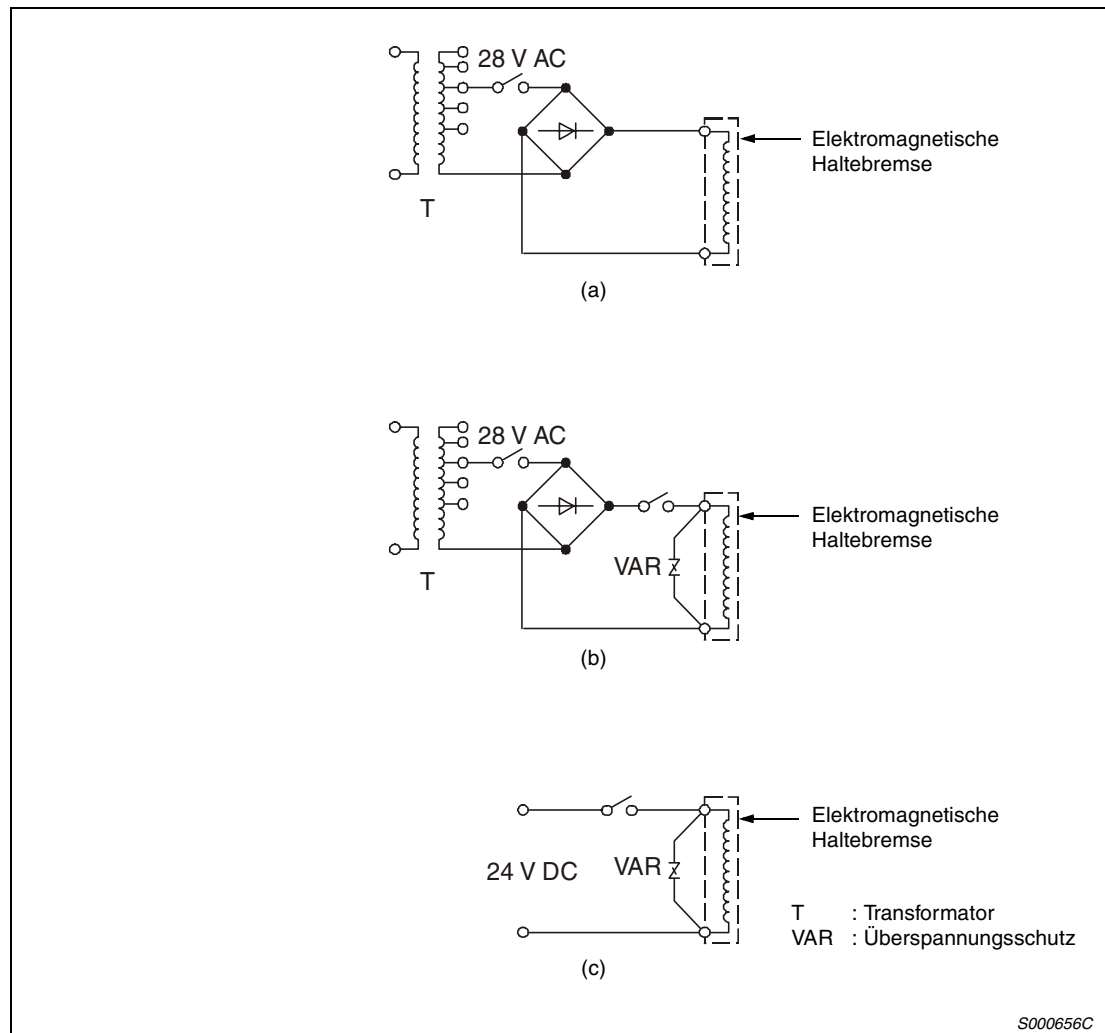 28 V AC
Elektromagnetische
Haltebremse
T
(a)
28 V AC
Elektromagnetische
Haltebremse
VAR
T
(b)
Elektromagnetische
Haltebremse
24 V DC
VAR
T : Transformator
VAR : Überspannungsschutz
(c)
S000656C